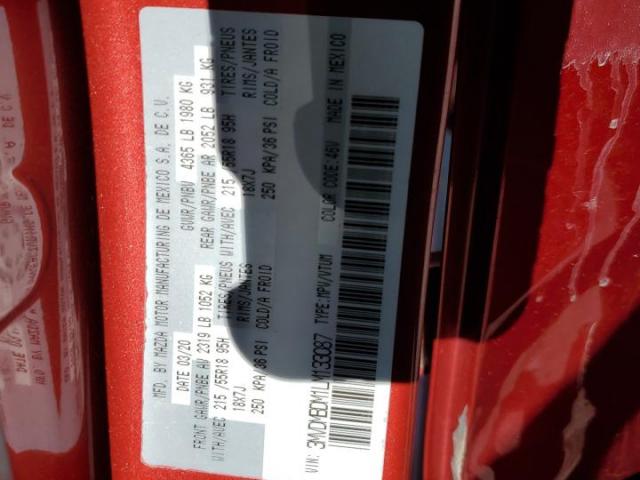 MFD. BY MAZDA MOTOR MANUFACTURING DE MEXICO S.A. DE C.V.
DATE 03/20 GVWR/PNBV 4365 LB 1980 KG
FRONT GAWR/PNBE AV 2319 LB 1052 KG REAR GAWR/PNBE AR 2052 LB 931 KG
WITH/AVEC 215 /55R18 95H TIRES/PNEUS WITH/AVEC 215 /55R18 95H TIRES/PNEUS
18X7J RIMS/JANTES 18X7J RIMS/JANTES
250 KPA/36 PSI COLD/A FROID 250 KPA/36 PSI COLD/A FROID
VIN: 3MVDMBDM1LM133087 TYPE:MPV/VTUM COLOR CODE:46V MADE IN MEXICO